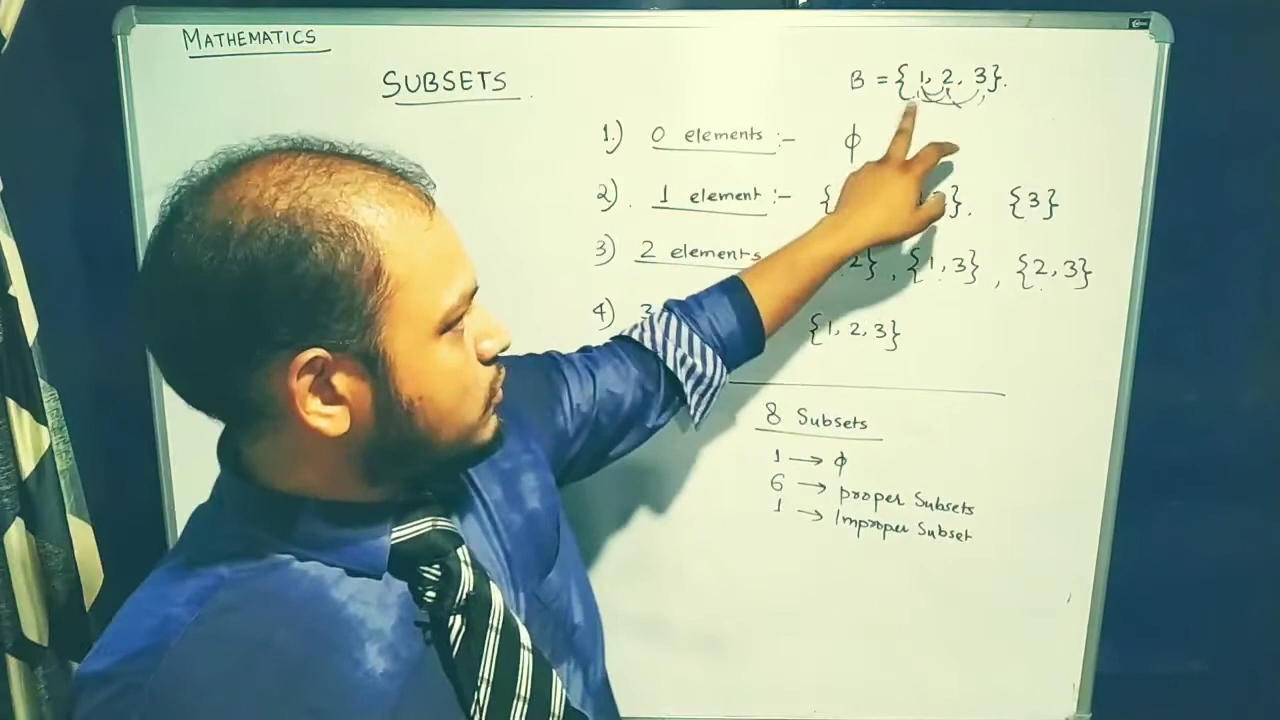 MATHEMATICS
SUBSETS
B = { 1, 2, 3}.
1.) 0 elements :- ϕ
2). 1 element :- { }. {3}
3) 2 elements 2} , {1, 3} , {2, 3}
4) 3 {1, 2, 3}
8 Subsets
1 → ϕ
6 → proper Subsets
1 → Improper Subset